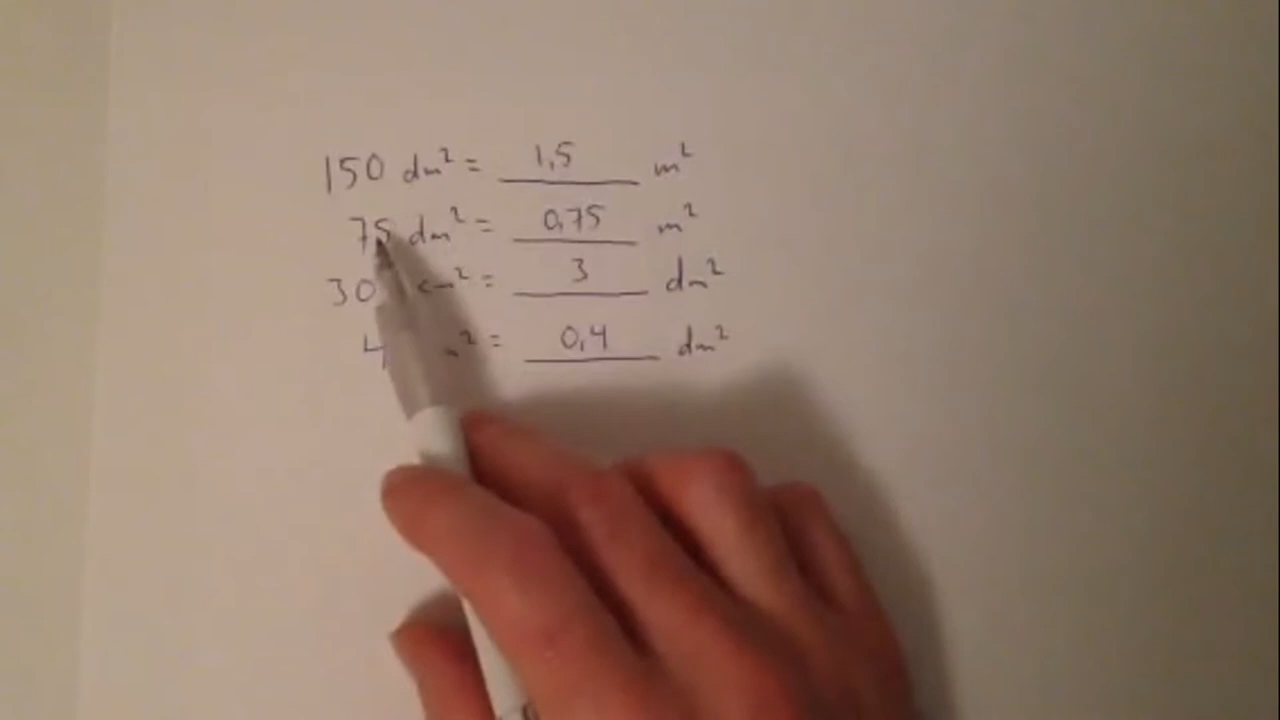 150 dm² = 1,5 m²
75 dm² = 0,75 m²
30 cm² = 3 dm²
4 = 0,4 dm²